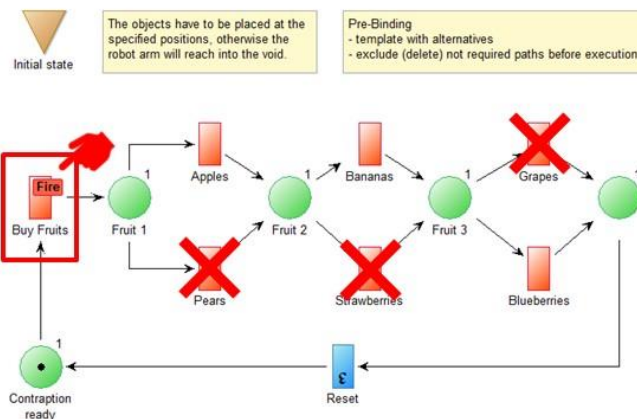 Initial state
The objects have to be placed at the
specified positions, otherwise the
robot arm will reach into the void.
Pre-Binding
- template with alternatives
- exclude (delete) not required paths before execution
Fire
Buy Fruits
1
Fruit 1
Apples
Pears
1
Fruit 2
Bananas
Strawberries
1
Fruit 3
Grapes
Blueberries
1
1
Contraption
ready
ε
Reset